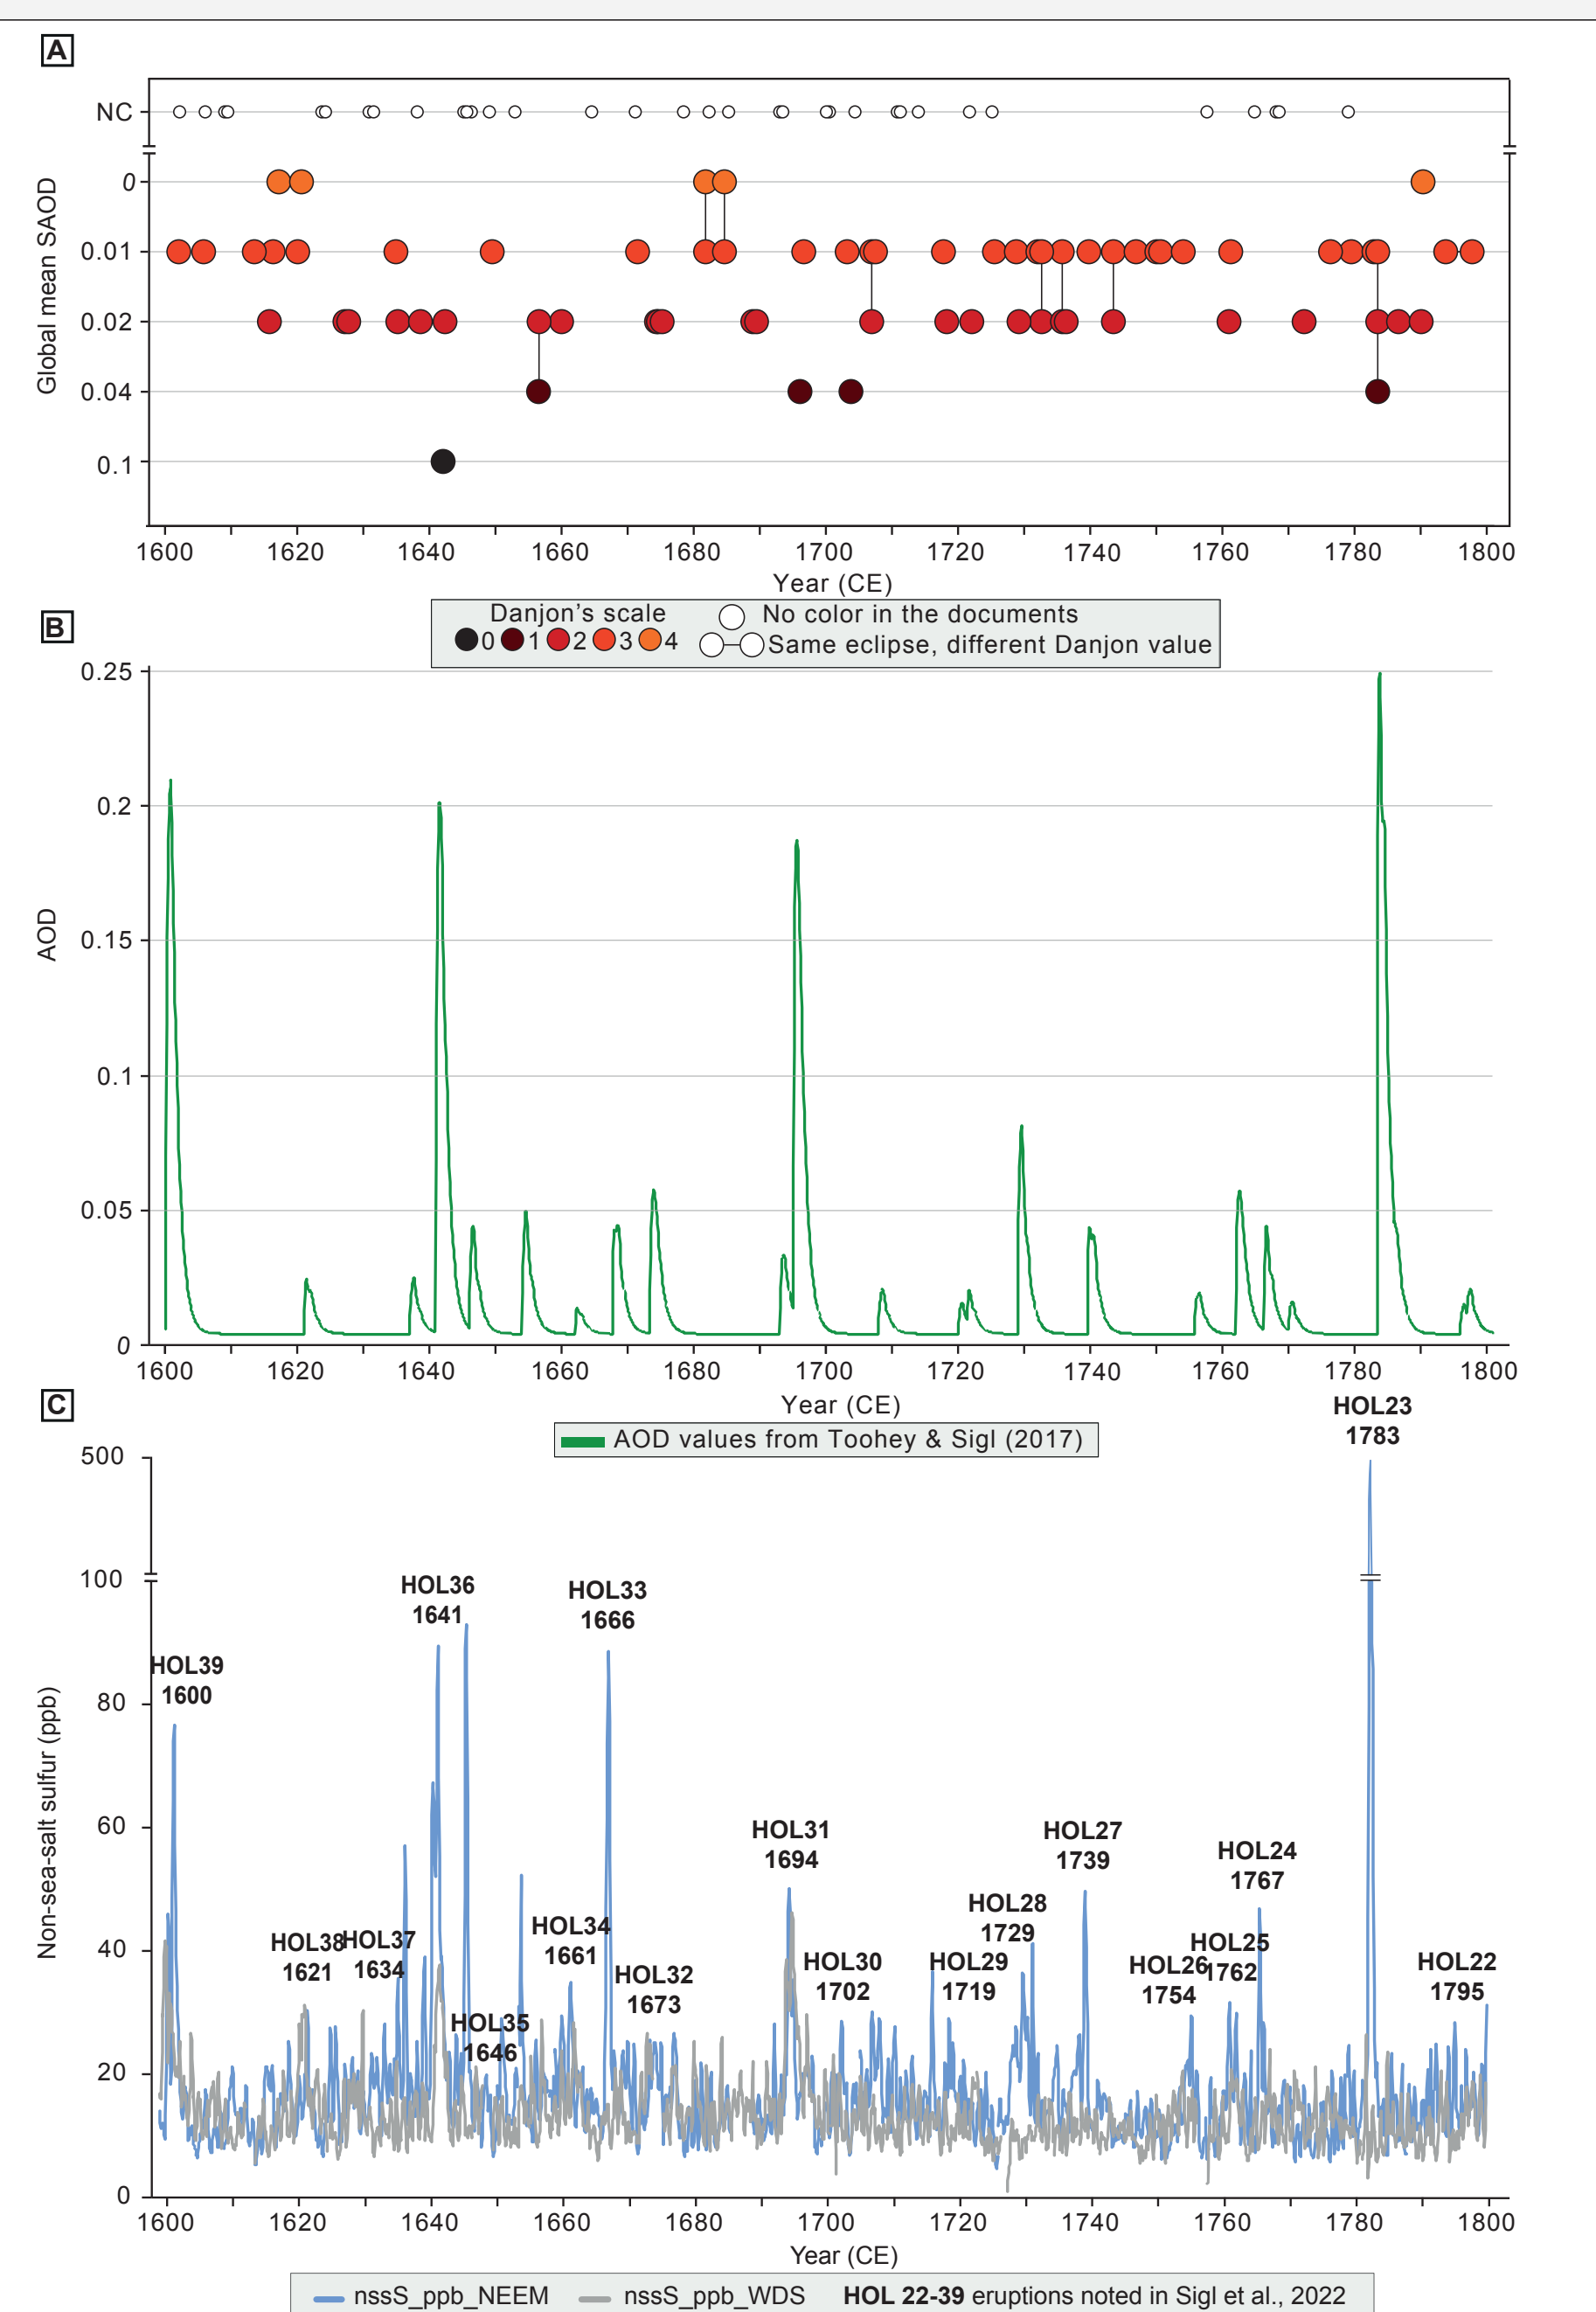 A
NC
0
0.01
0.02
0.04
0.1
Global mean SAOD
1600 1620 1640 1660 1680 1700 1720 1740 1760 1780 1800
Year (CE)
Danjon's scale
0 1 2 3 4
No color in the documents
Same eclipse, different Danjon value
B
0.25
0.2
0.15
0.1
0.05
0
AOD
1600 1620 1640 1660 1680 1700 1720 1740 1760 1780 1800
Year (CE)
AOD values from Toohey & Sigl (2017)
C
500
100
80
60
40
20
0
Non-sea-salt sulfur (ppb)
HOL39
1600
HOL38
1621
HOL37
1634
HOL36
1641
HOL35
1646
HOL34
1661
HOL33
1666
HOL32
1673
HOL31
1694
HOL30
1702
HOL29
1719
HOL28
1729
HOL27
1739
HOL26
1754
HOL25
1762
HOL24
1767
HOL23
1783
HOL22
1795
1600 1620 1640 1660 1680 1700 1720 1740 1760 1780 1800
Year (CE)
nssS_ppb_NEEM nssS_ppb_WDS HOL 22-39 eruptions noted in Sigl et al., 2022